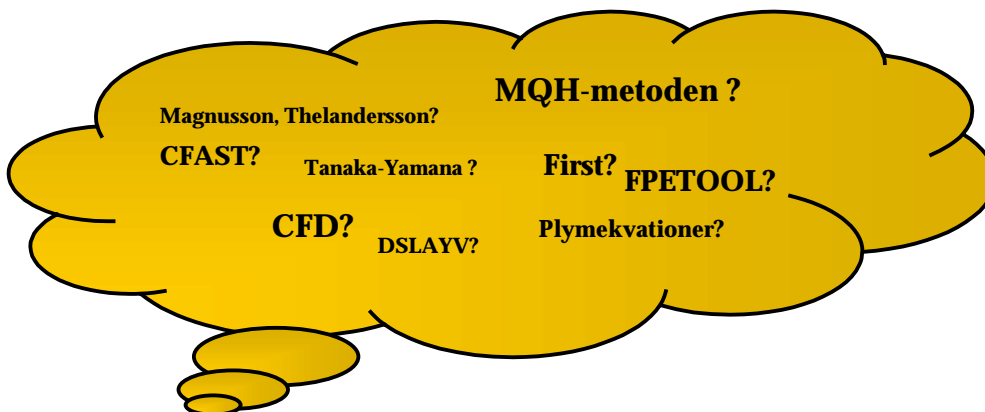 MQH-metoden ?
Magnusson, Thelandersson?
CFAST?
Tanaka-Yamana ?
First?
FPETOOL?
CFD?
DSLAYV?
Plymekvationer?